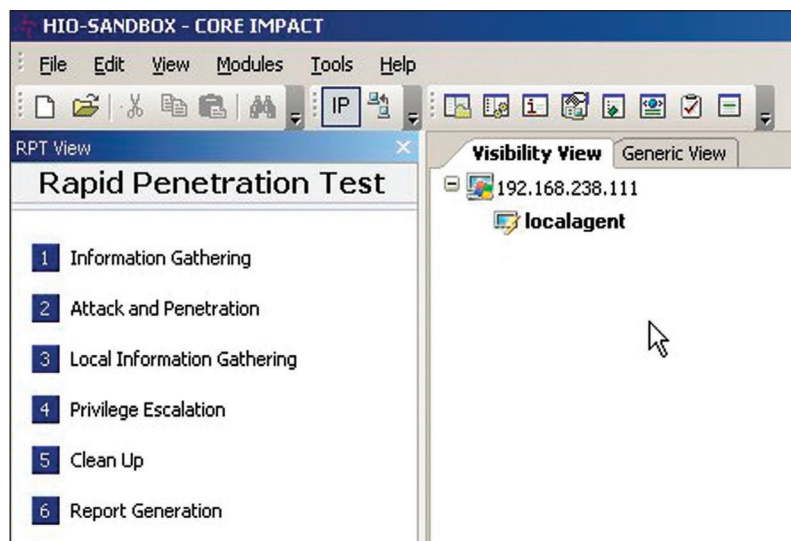 HIO-SANDBOX - CORE IMPACT
File Edit View Modules Tools Help
IP
RPT View
Rapid Penetration Test
1 Information Gathering
2 Attack and Penetration
3 Local Information Gathering
4 Privilege Escalation
5 Clean Up
6 Report Generation
Visibility View Generic View
192.168.238.111
localagent